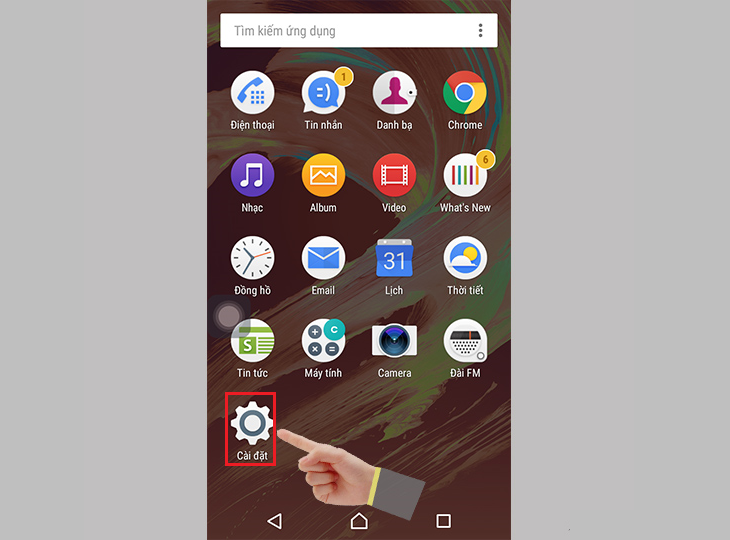 Tìm kiếm ứng dụng
1
Điện thoại
Tin nhắn
Danh bạ
Chrome
6
Nhạc
Album
Video
What's New
31
Đồng hồ
Email
Lịch
Thời tiết
S
C
Tin tức
Máy tính
Camera
Đài FM
Cài đặt